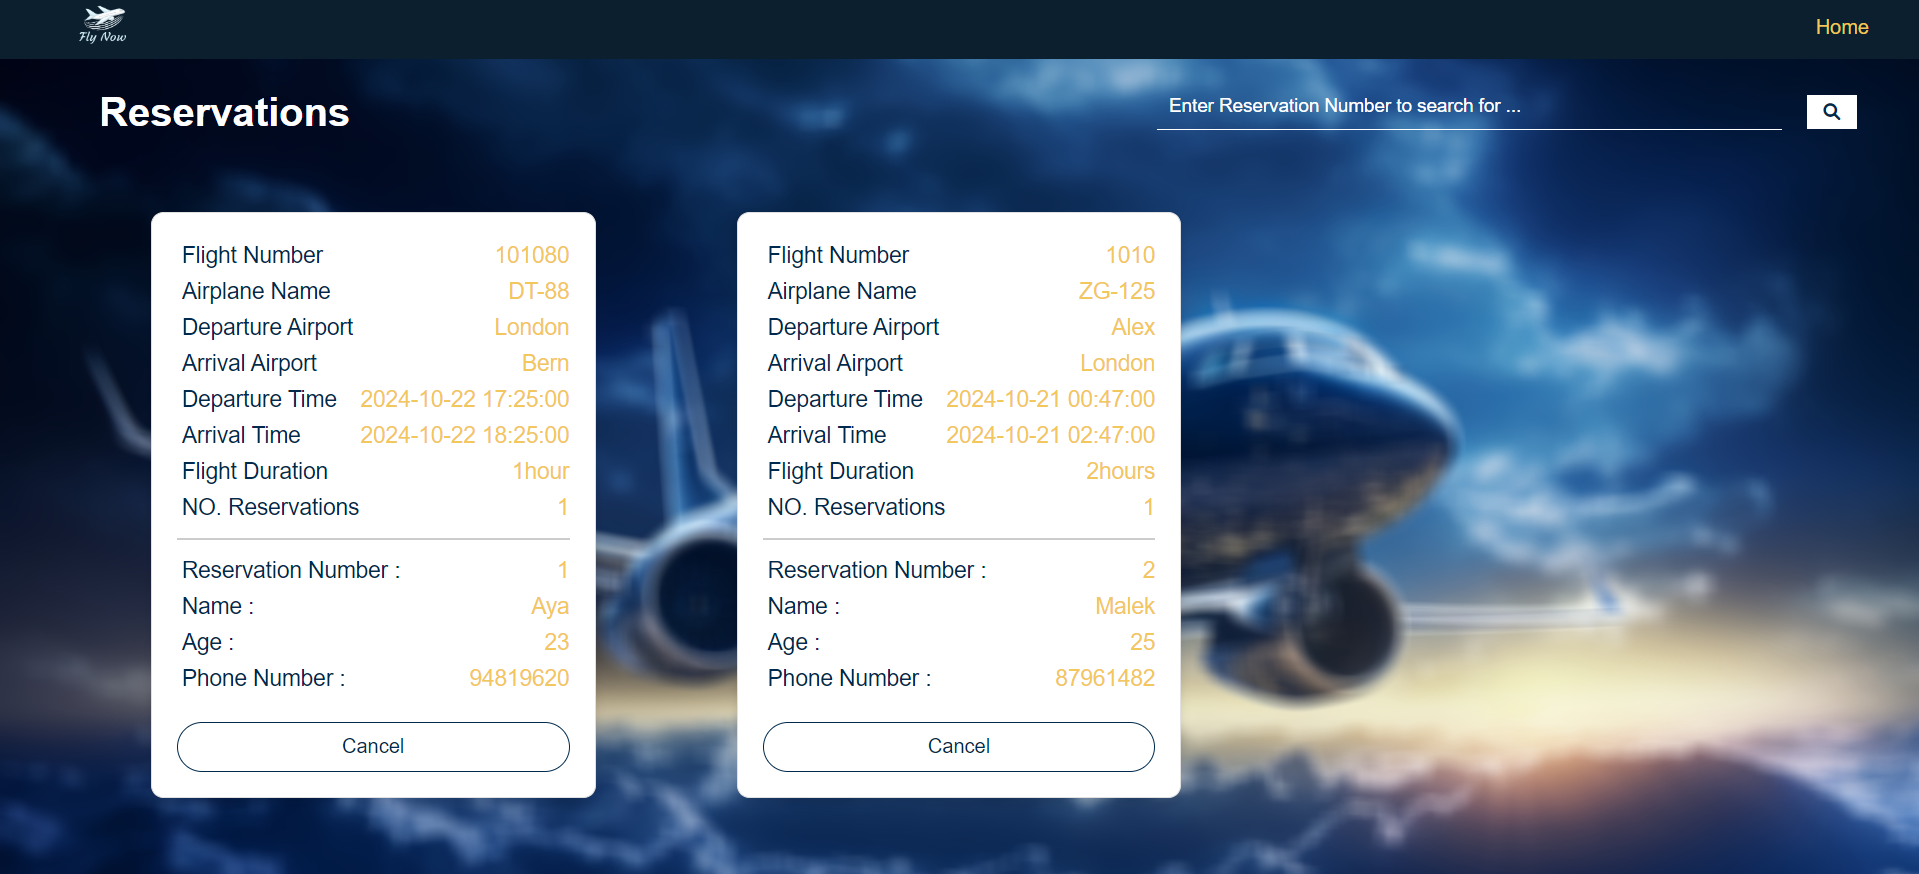 Fly Now
Home
Reservations
Enter Reservation Number to search for ...
Flight Number 101080
Airplane Name DT-88
Departure Airport London
Arrival Airport Bern
Departure Time 2024-10-22 17:25:00
Arrival Time 2024-10-22 18:25:00
Flight Duration 1hour
NO. Reservations 1
Reservation Number : 1
Name : Aya
Age : 23
Phone Number : 94819620
Cancel
Flight Number 1010
Airplane Name ZG-125
Departure Airport Alex
Arrival Airport London
Departure Time 2024-10-21 00:47:00
Arrival Time 2024-10-21 02:47:00
Flight Duration 2hours
NO. Reservations 1
Reservation Number : 2
Name : Malek
Age : 25
Phone Number : 87961482
Cancel